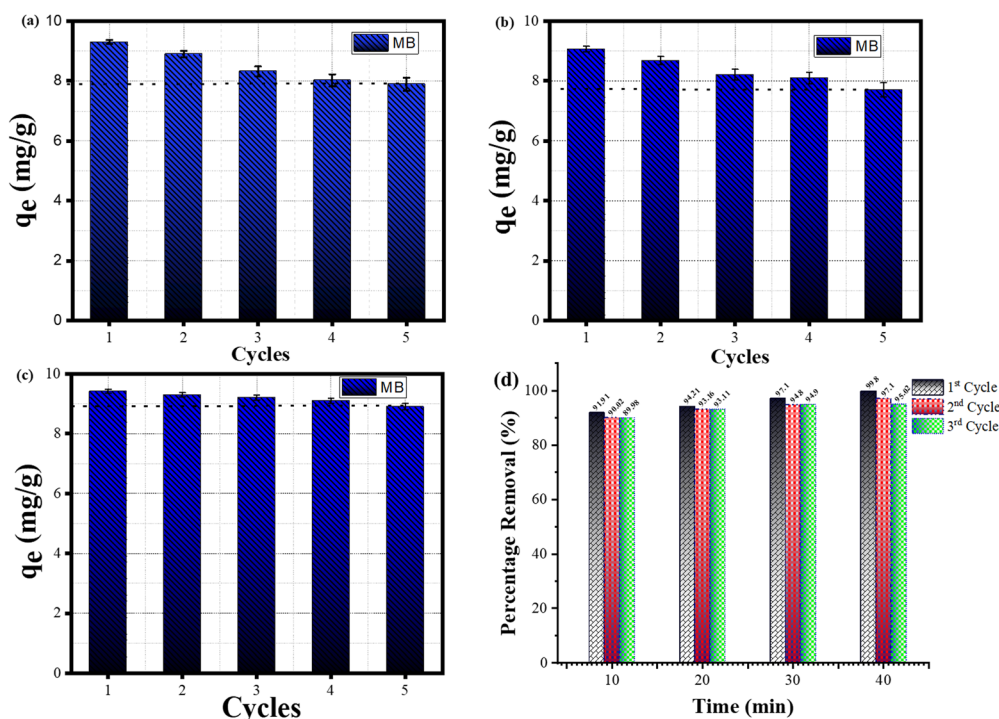 (a)
MB
10
8
6
4
2
0
qe (mg/g)
1 2 3 4 5
Cycles
(b)
MB
10
8
6
4
2
0
qe (mg/g)
1 2 3 4 5
Cycles
(c)
MB
10
8
6
4
2
0
qe (mg/g)
1 2 3 4 5
Cycles
(d)
1st Cycle
2nd Cycle
3rd Cycle
100
80
60
40
20
0
Percentage Removal (%)
91.91 90.02 89.98
94.21 93.16 93.11
97.1 94.8 94.9
99.8 97.1 95.02
10 20 30 40
Time (min)